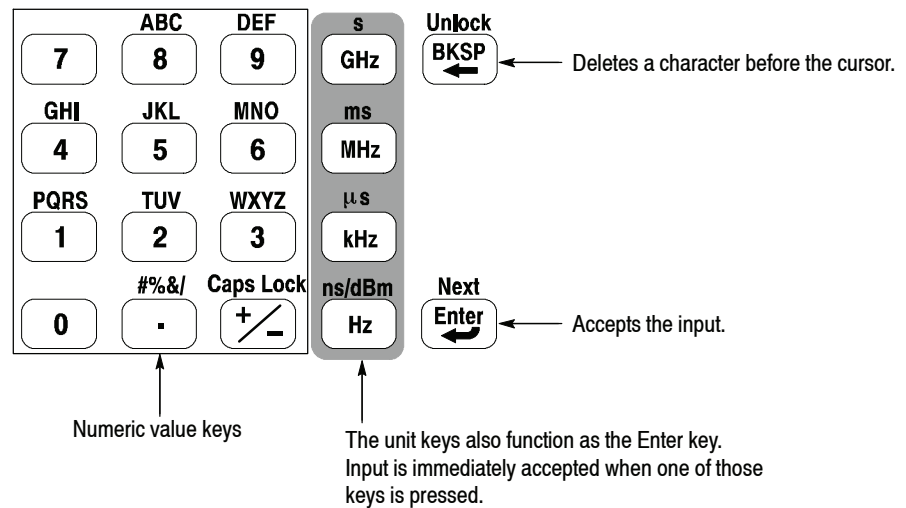 ABC DEF s Unlock
7 8 9 GHz BKSP
Deletes a character before the cursor.
GHI JKL MNO ms
4 5 6 MHz
PQRS TUV WXYZ μs
1 2 3 kHz
#%&/ Caps Lock ns/dBm Next
0 . +/− Hz Enter
Accepts the input.
Numeric value keys
The unit keys also function as the Enter key.
Input is immediately accepted when one of those
keys is pressed.